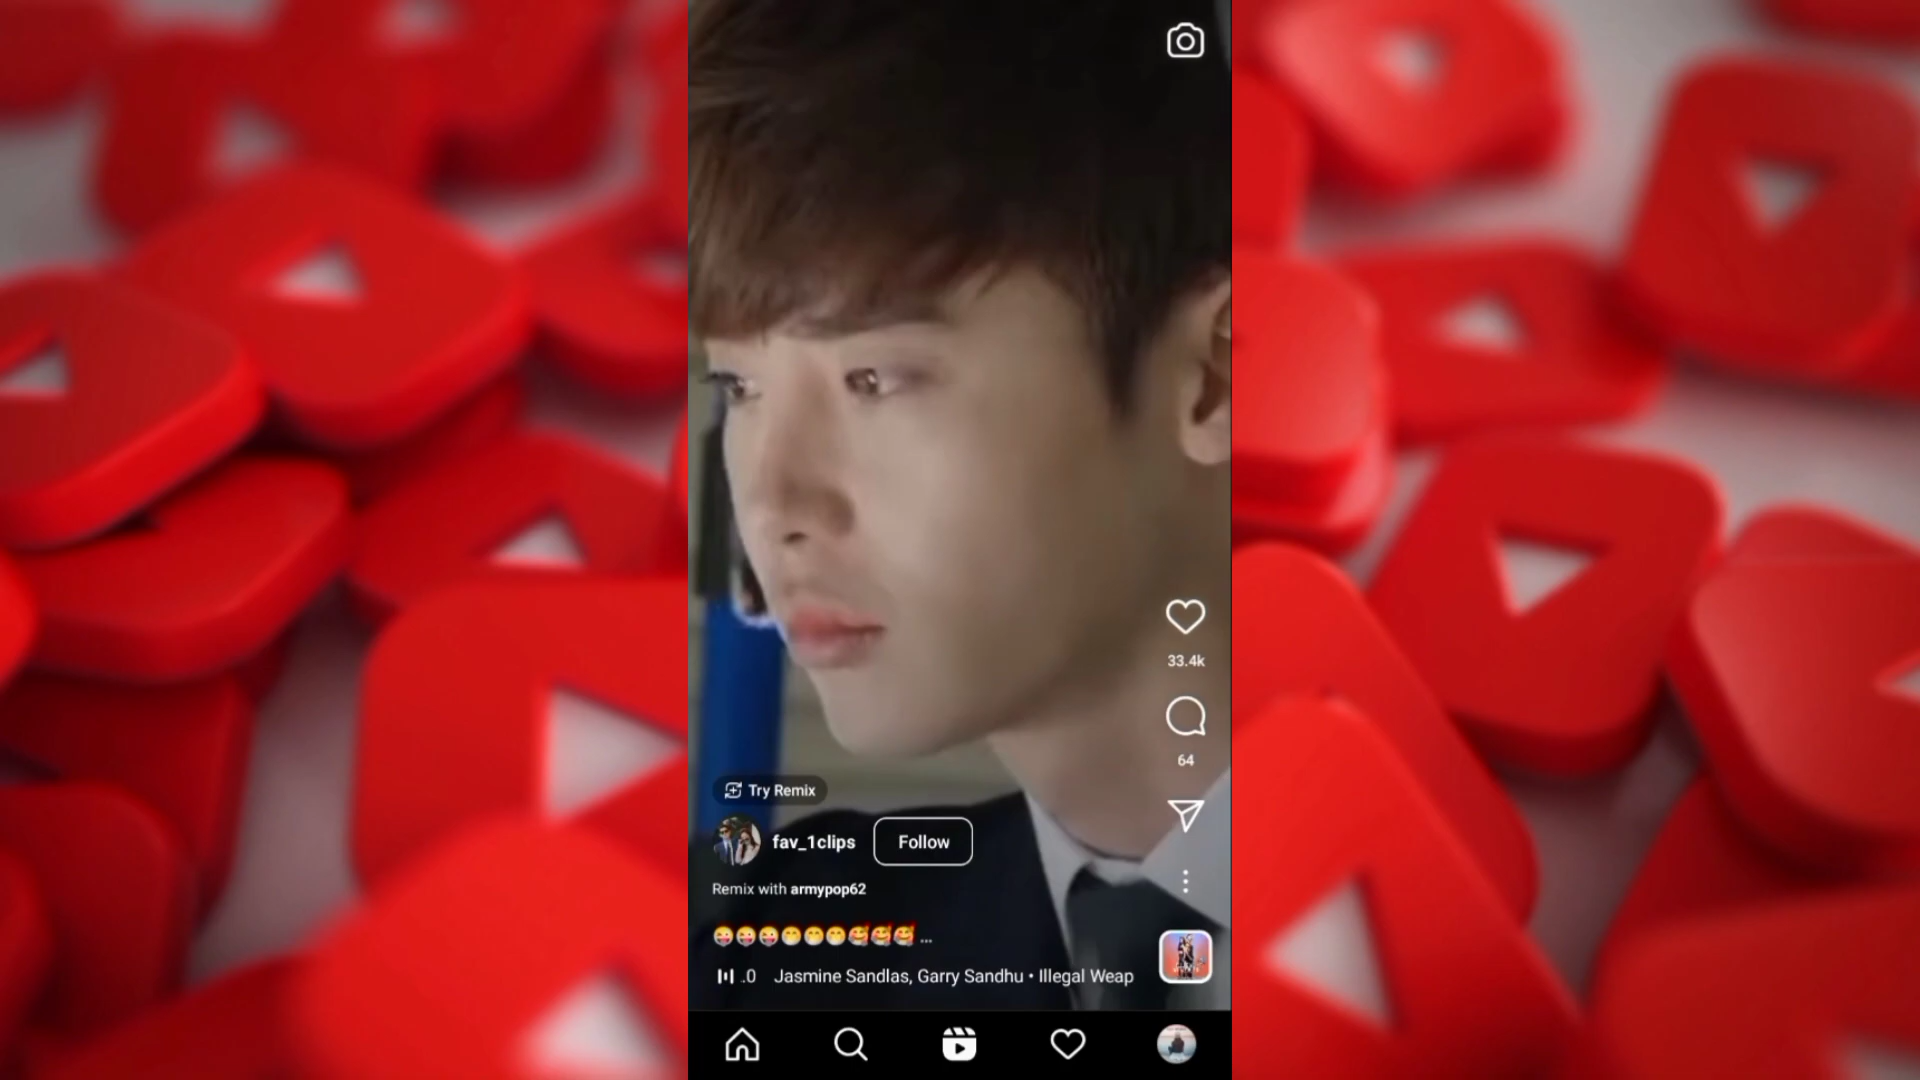 33.4k
64
Try Remix
fav_1clips
Follow
Remix with armypop62
😜😜😜😁😁😁🥰🥰🥰 ...
.0 Jasmine Sandlas, Garry Sandhu • Illegal Weap